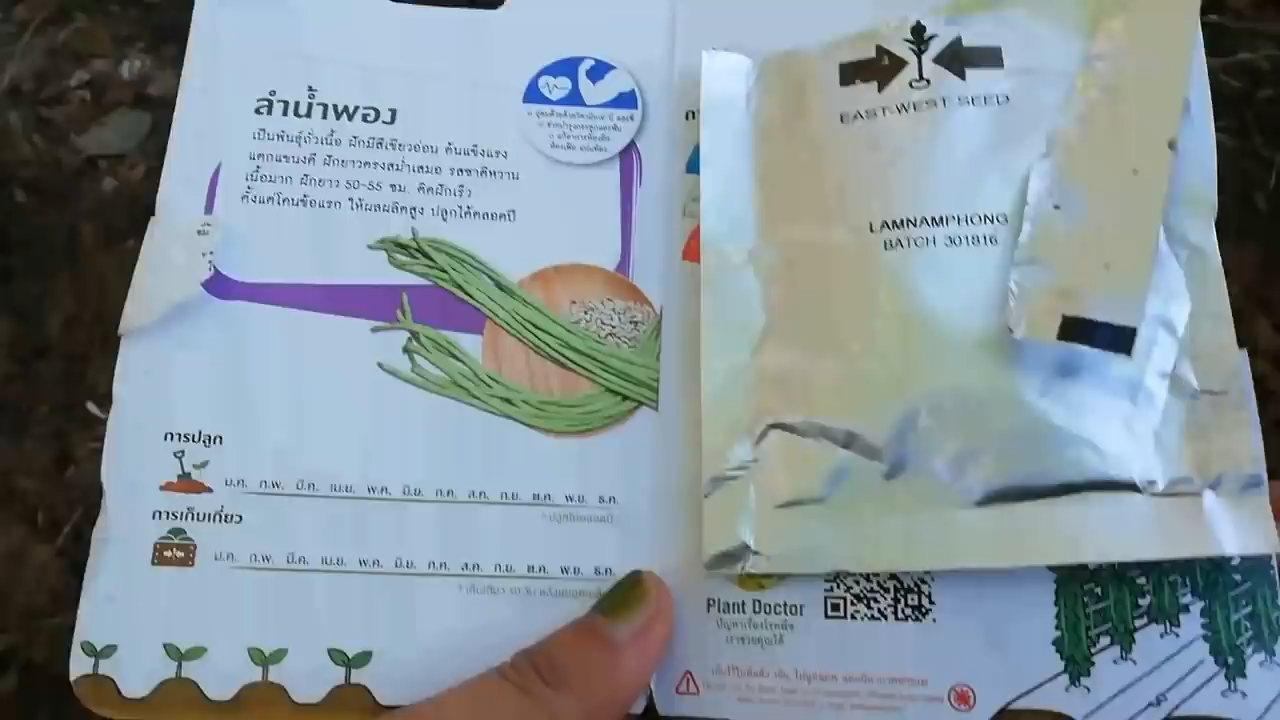 ลำน้ำพอง
เป็นพันธุ์ถั่วเนื้อ ฝักมีสีเขียวอ่อน ต้นแข็งแรง
แตกแขนงดี ฝักยาวตรงสม่ำเสมอ รสชาติหวาน
เนื้อมาก ฝักยาว 50-55 ซม. ติดฝักเร็ว
ตั้งแต่โคนข้อแรก ให้ผลผลิตสูง ปลูกได้ตลอดปี
การปลูก
ม.ค. ก.พ. มี.ค. เม.ย. พ.ค. มิ.ย. ก.ค. ส.ค. ก.ย. ต.ค. พ.ย. ธ.ค.
*ปลูกได้ตลอดปี
การเก็บเกี่ยว
ม.ค. ก.พ. มี.ค. เม.ย. พ.ค. มิ.ย. ก.ค. ส.ค. ก.ย. ต.ค. พ.ย. ธ.ค.
EAST-WEST SEED
LAMNAMPHONG
BATCH 301816
Plant Doctor
ปัญหาเรื่องโรคพืช
เราช่วยคุณได้